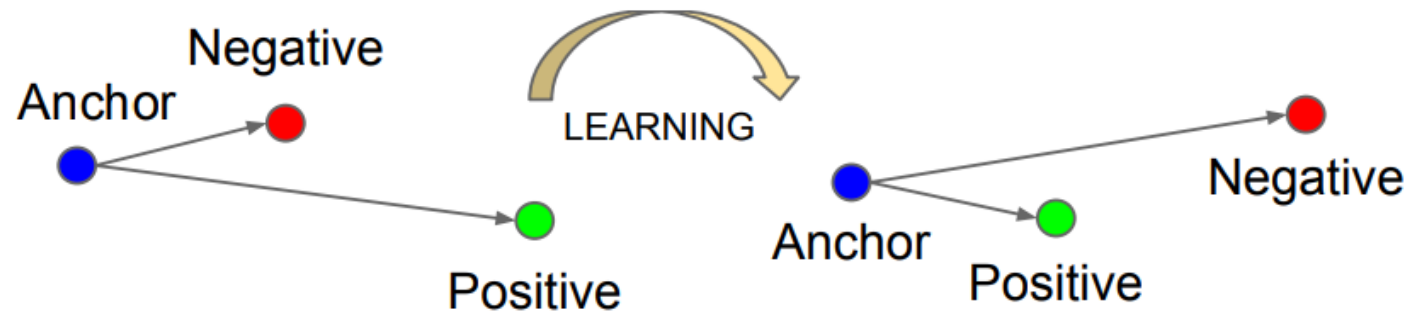 Negative
Anchor
Positive
LEARNING
Negative
Anchor
Positive